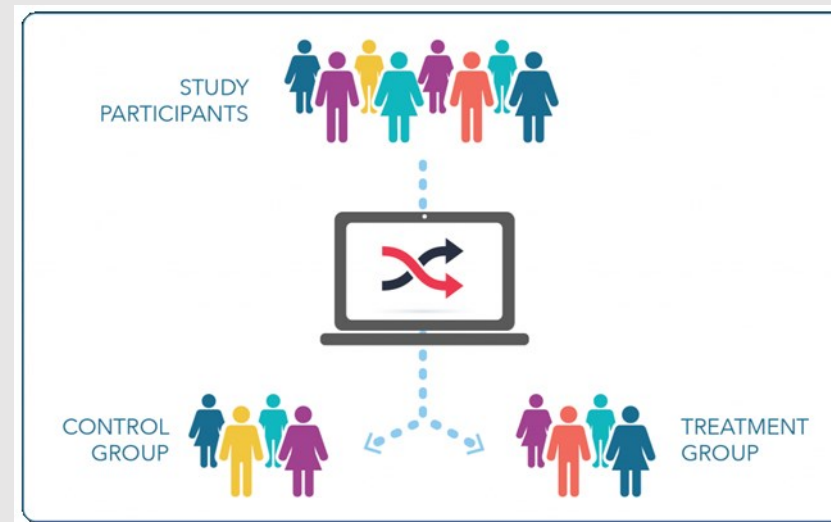 STUDY
PARTICIPANTS
CONTROL
GROUP
TREATMENT
GROUP